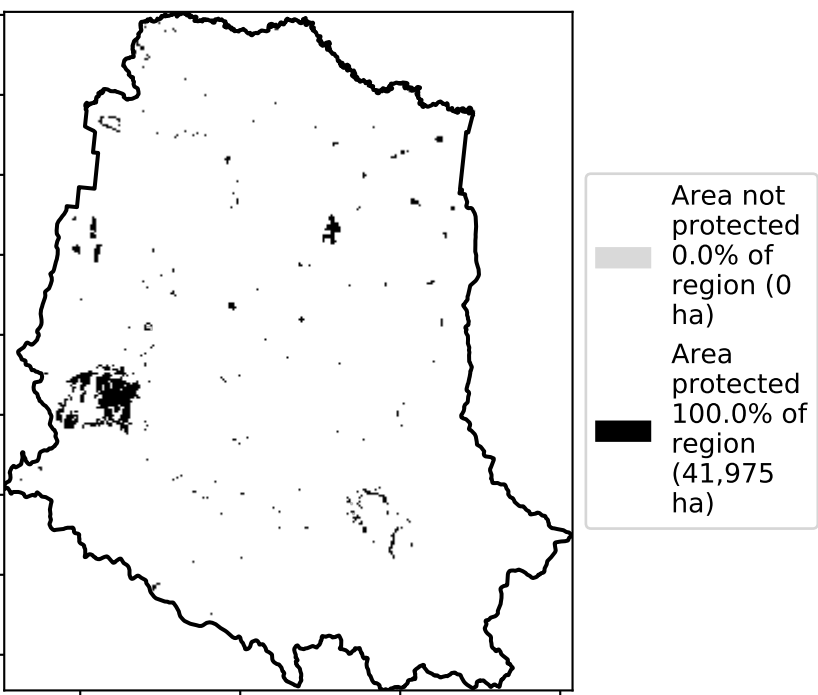 Area not
protected
0.0% of
region (0
ha)
Area
protected
100.0% of
region
(41,975
ha)